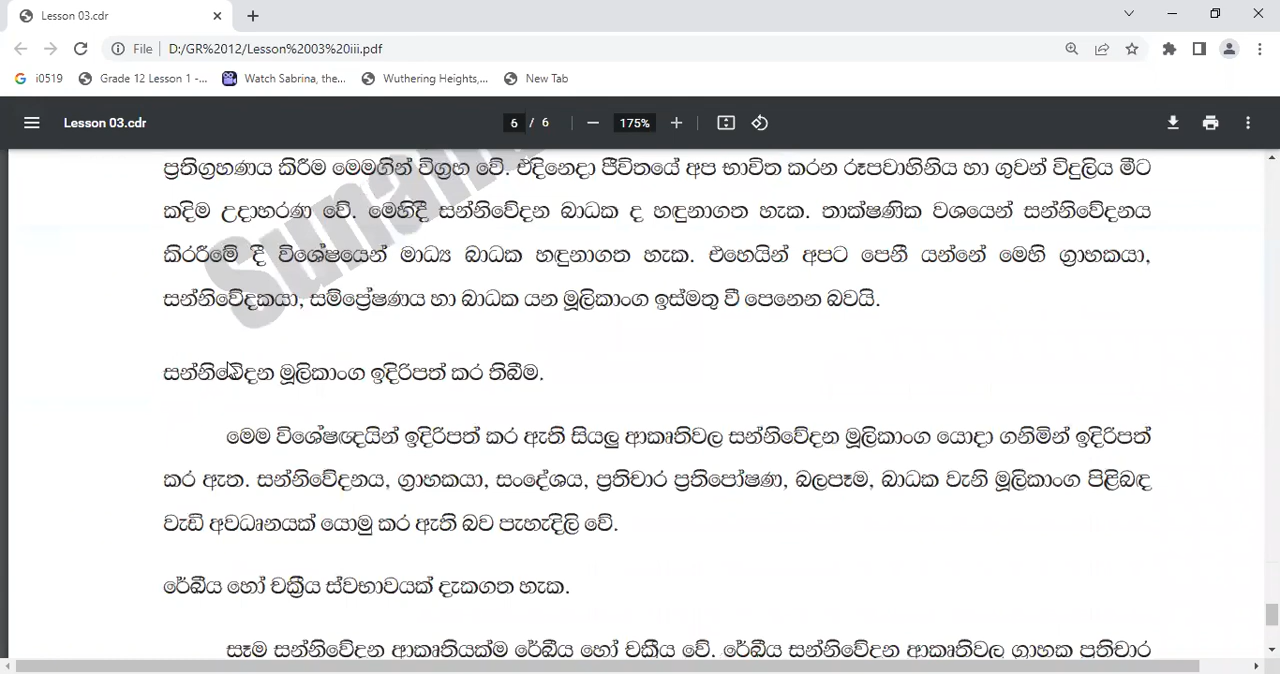 Lesson 03.cdr
File
D:/GR%2012/Lesson%2003%20iii.pdf
i0519
Grade 12 Lesson 1 -...
Watch Sabrina, the...
Wuthering Heights,...
New Tab
Lesson 03.cdr
6 / 6
175%
ප්‍රතිග්‍රහණය කිරීම මෙමගින් විග්‍රහ වේ. එදිනෙදා ජීවිතයේ අප භාවිත කරන රූපවාහිනිය හා ගුවන් විදුලිය මීට
කදිම උදාහරණ වේ. මෙහිදී සන්නිවේදන බාධක ද හඳුනාගත හැක. තාක්ෂණික වශයෙන් සන්නිවේදනය
කිරරීමේ දී විශේෂයෙන් මාධ්‍ය බාධක හඳුනාගත හැක. එහෙයින් අපට පෙනී යන්නේ මෙහි ග්‍රාහකයා,
සන්නිවේදකයා, සම්ප්‍රේෂණය හා බාධක යන මූලිකාංග ඉස්මතු වී පෙනෙන බවයි.
සන්නිවේදන මූලිකාංග ඉදිරිපත් කර තිබීම.
මෙම විශේෂඥයින් ඉදිරිපත් කර ඇති සියලු ආකෘතිවල සන්නිවේදන මූලිකාංග යොදා ගනිමින් ඉදිරිපත්
කර ඇත. සන්නිවේදනය, ග්‍රාහකයා, සංදේශය, ප්‍රතිචාර ප්‍රතිපෝෂණ, බලපෑම, බාධක වැනි මූලිකාංග පිළිබඳ
වැඩි අවධානයක් යොමු කර ඇති බව පැහැදිලි වේ.
රේඛීය හෝ චක්‍රීය ස්වභාවයක් දැකගත හැක.
සෑම සන්නිවේදන ආකෘතියක්ම රේඛීය හෝ චක්‍රීය වේ. රේඛීය සන්නිවේදන ආකෘතිවල ග්‍රාහක ප්‍රතිචාර